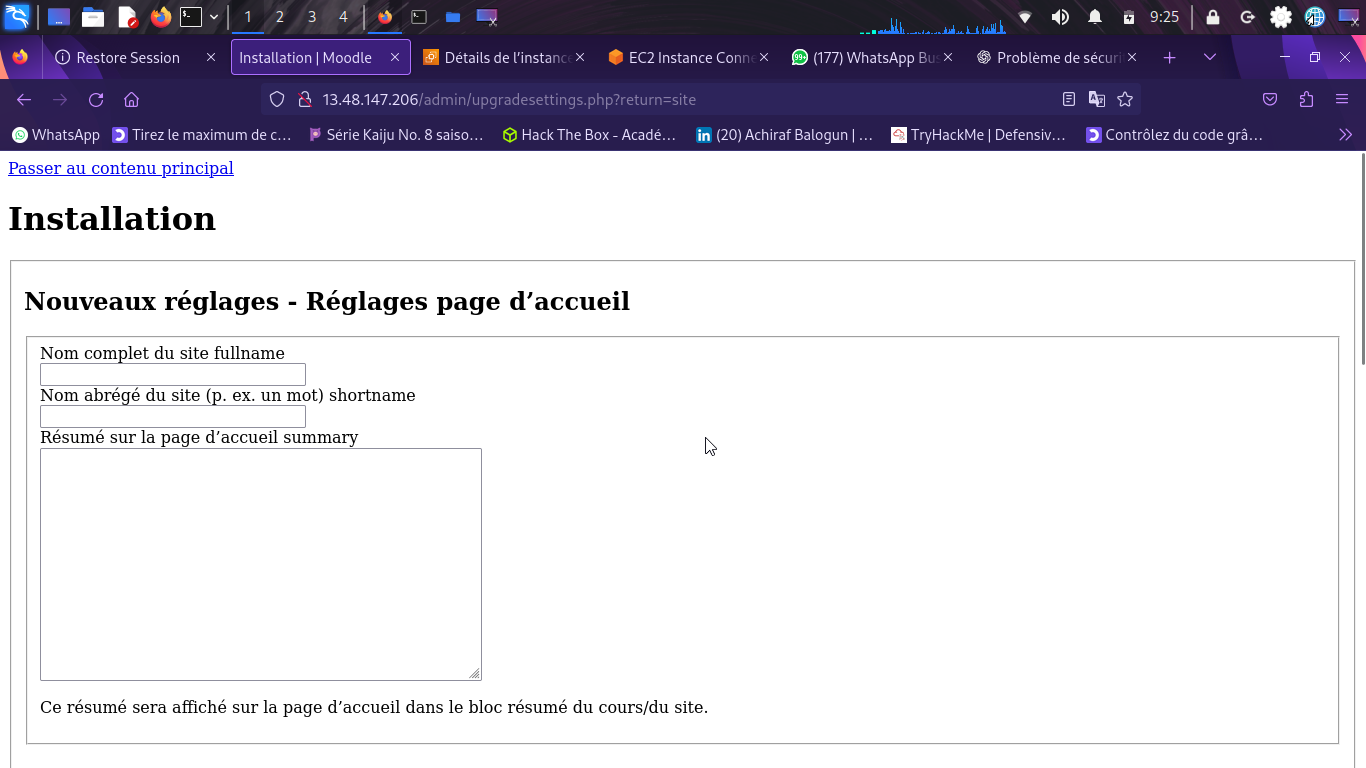 1 2 3 4 9:25
Restore Session Installation | Moodle Détails de l’instance EC2 Instance Conne (177) WhatsApp Bus Problème de sécuri
13.48.147.206/admin/upgradesettings.php?return=site
WhatsApp Tirez le maximum de c… Série Kaiju No. 8 saiso… Hack The Box - Acadé… (20) Achiraf Balogun | … TryHackMe | Defensiv… Contrôlez du code grâ…
Passer au contenu principal
Installation
Nouveaux réglages - Réglages page d’accueil
Nom complet du site fullname
Nom abrégé du site (p. ex. un mot) shortname
Résumé sur la page d’accueil summary
Ce résumé sera affiché sur la page d’accueil dans le bloc résumé du cours/du site.